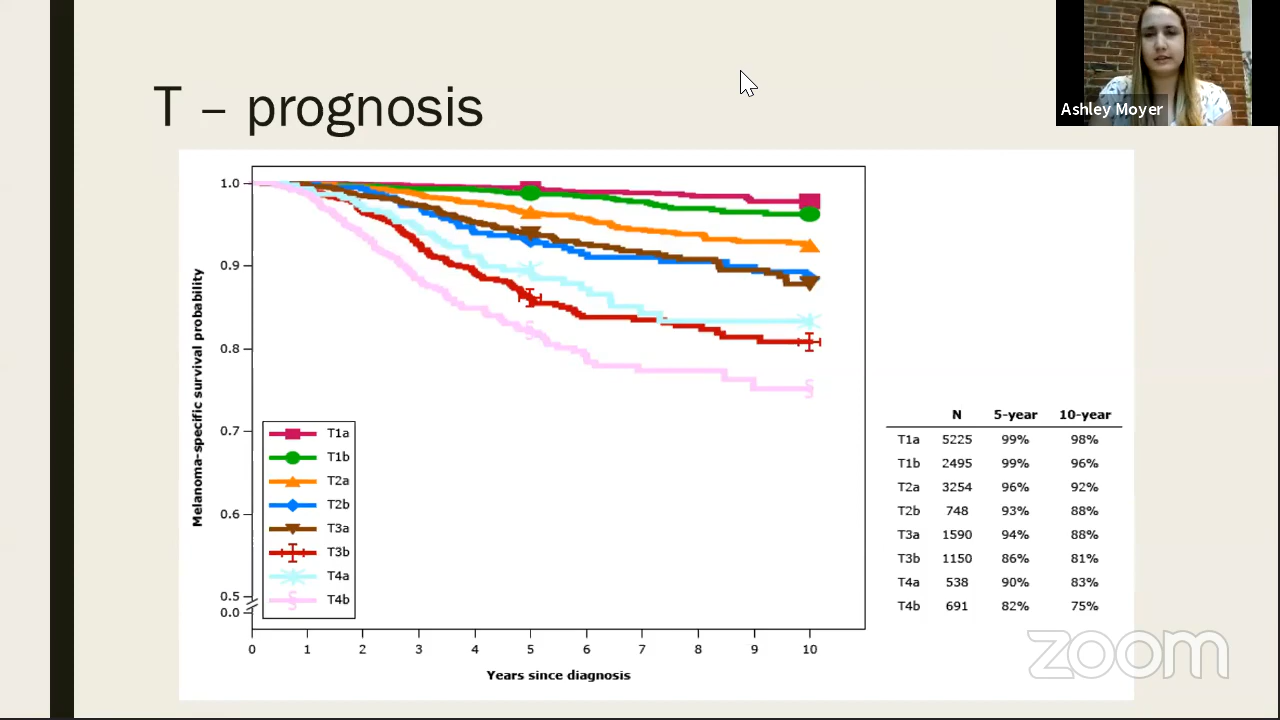 T – prognosis
Ashley Moyer
Melanoma-specific survival probability
1.0
0.9
0.8
0.7
0.6
0.5
0.0
T1a
T1b
T2a
T2b
T3a
T3b
T4a
T4b
0 1 2 3 4 5 6 7 8 9 10
Years since diagnosis
N 5-year 10-year
T1a 5225 99% 98%
T1b 2495 99% 96%
T2a 3254 96% 92%
T2b 748 93% 88%
T3a 1590 94% 88%
T3b 1150 86% 81%
T4a 538 90% 83%
T4b 691 82% 75%
zoom